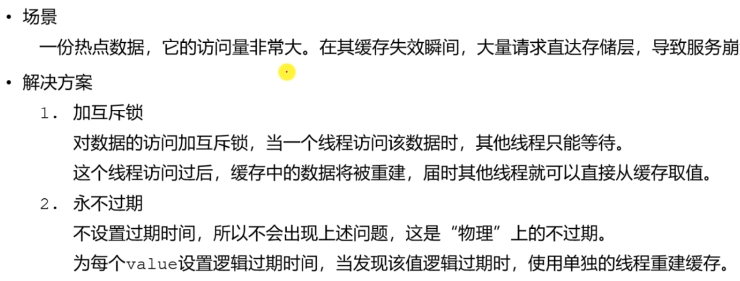 • 场景
一份热点数据，它的访问量非常大。在其缓存失效瞬间，大量请求直达存储层，导致服务崩
• 解决方案
1. 加互斥锁
对数据的访问加互斥锁，当一个线程访问该数据时，其他线程只能等待。
这个线程访问过后，缓存中的数据将被重建，届时其他线程就可以直接从缓存取值。
2. 永不过期
不设置过期时间，所以不会出现上述问题，这是“物理”上的不过期。
为每个value设置逻辑过期时间，当发现该值逻辑过期时，使用单独的线程重建缓存。